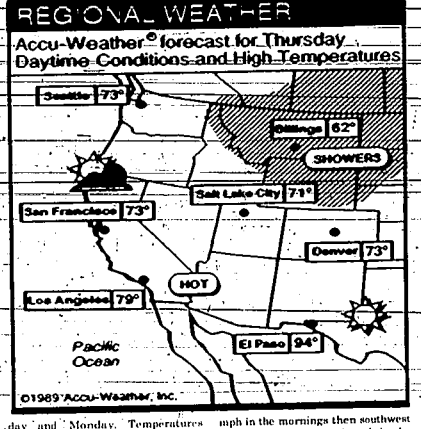 REGIONAL WEATHER
Accu-Weather® forecast for Thursday
Daytime Conditions and High Temperatures
Seattle 73°
Billings 62°
SHOWERS
Salt Lake City 71°
San Francisco 73°
Denver 73°
HOT
Los Angeles 79°
El Paso 94°
Pacific
Ocean
©1989 Accu-Weather, Inc.
day and Monday. Temperatures
mph in the mornings then southwest